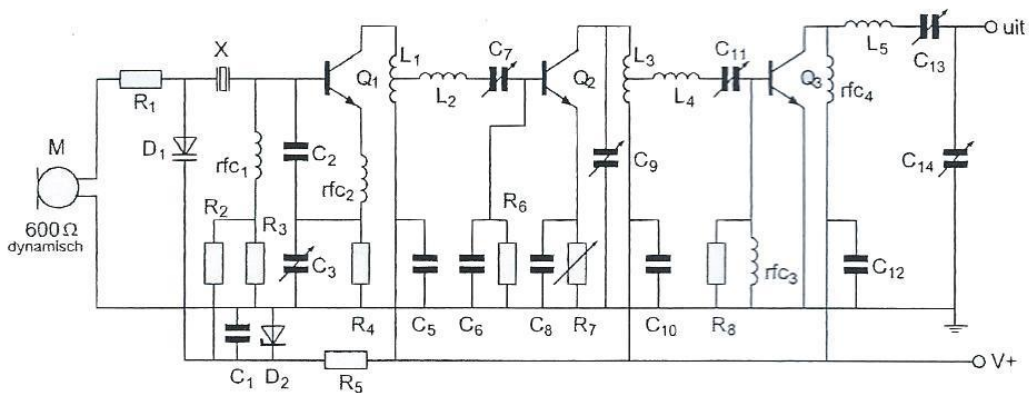 X
L1
C7
L3
C11
L5
C13
uit
R1
Q1
L2
Q2
L4
Q3
rfc4
M
D1
rfc1
C2
rfc2
C9
C14
600Ω
dynamisch
R2
R3
C3
R6
rfc3
C12
R4
C5
C6
C8
R7
C10
R8
C1
D2
R5
V+